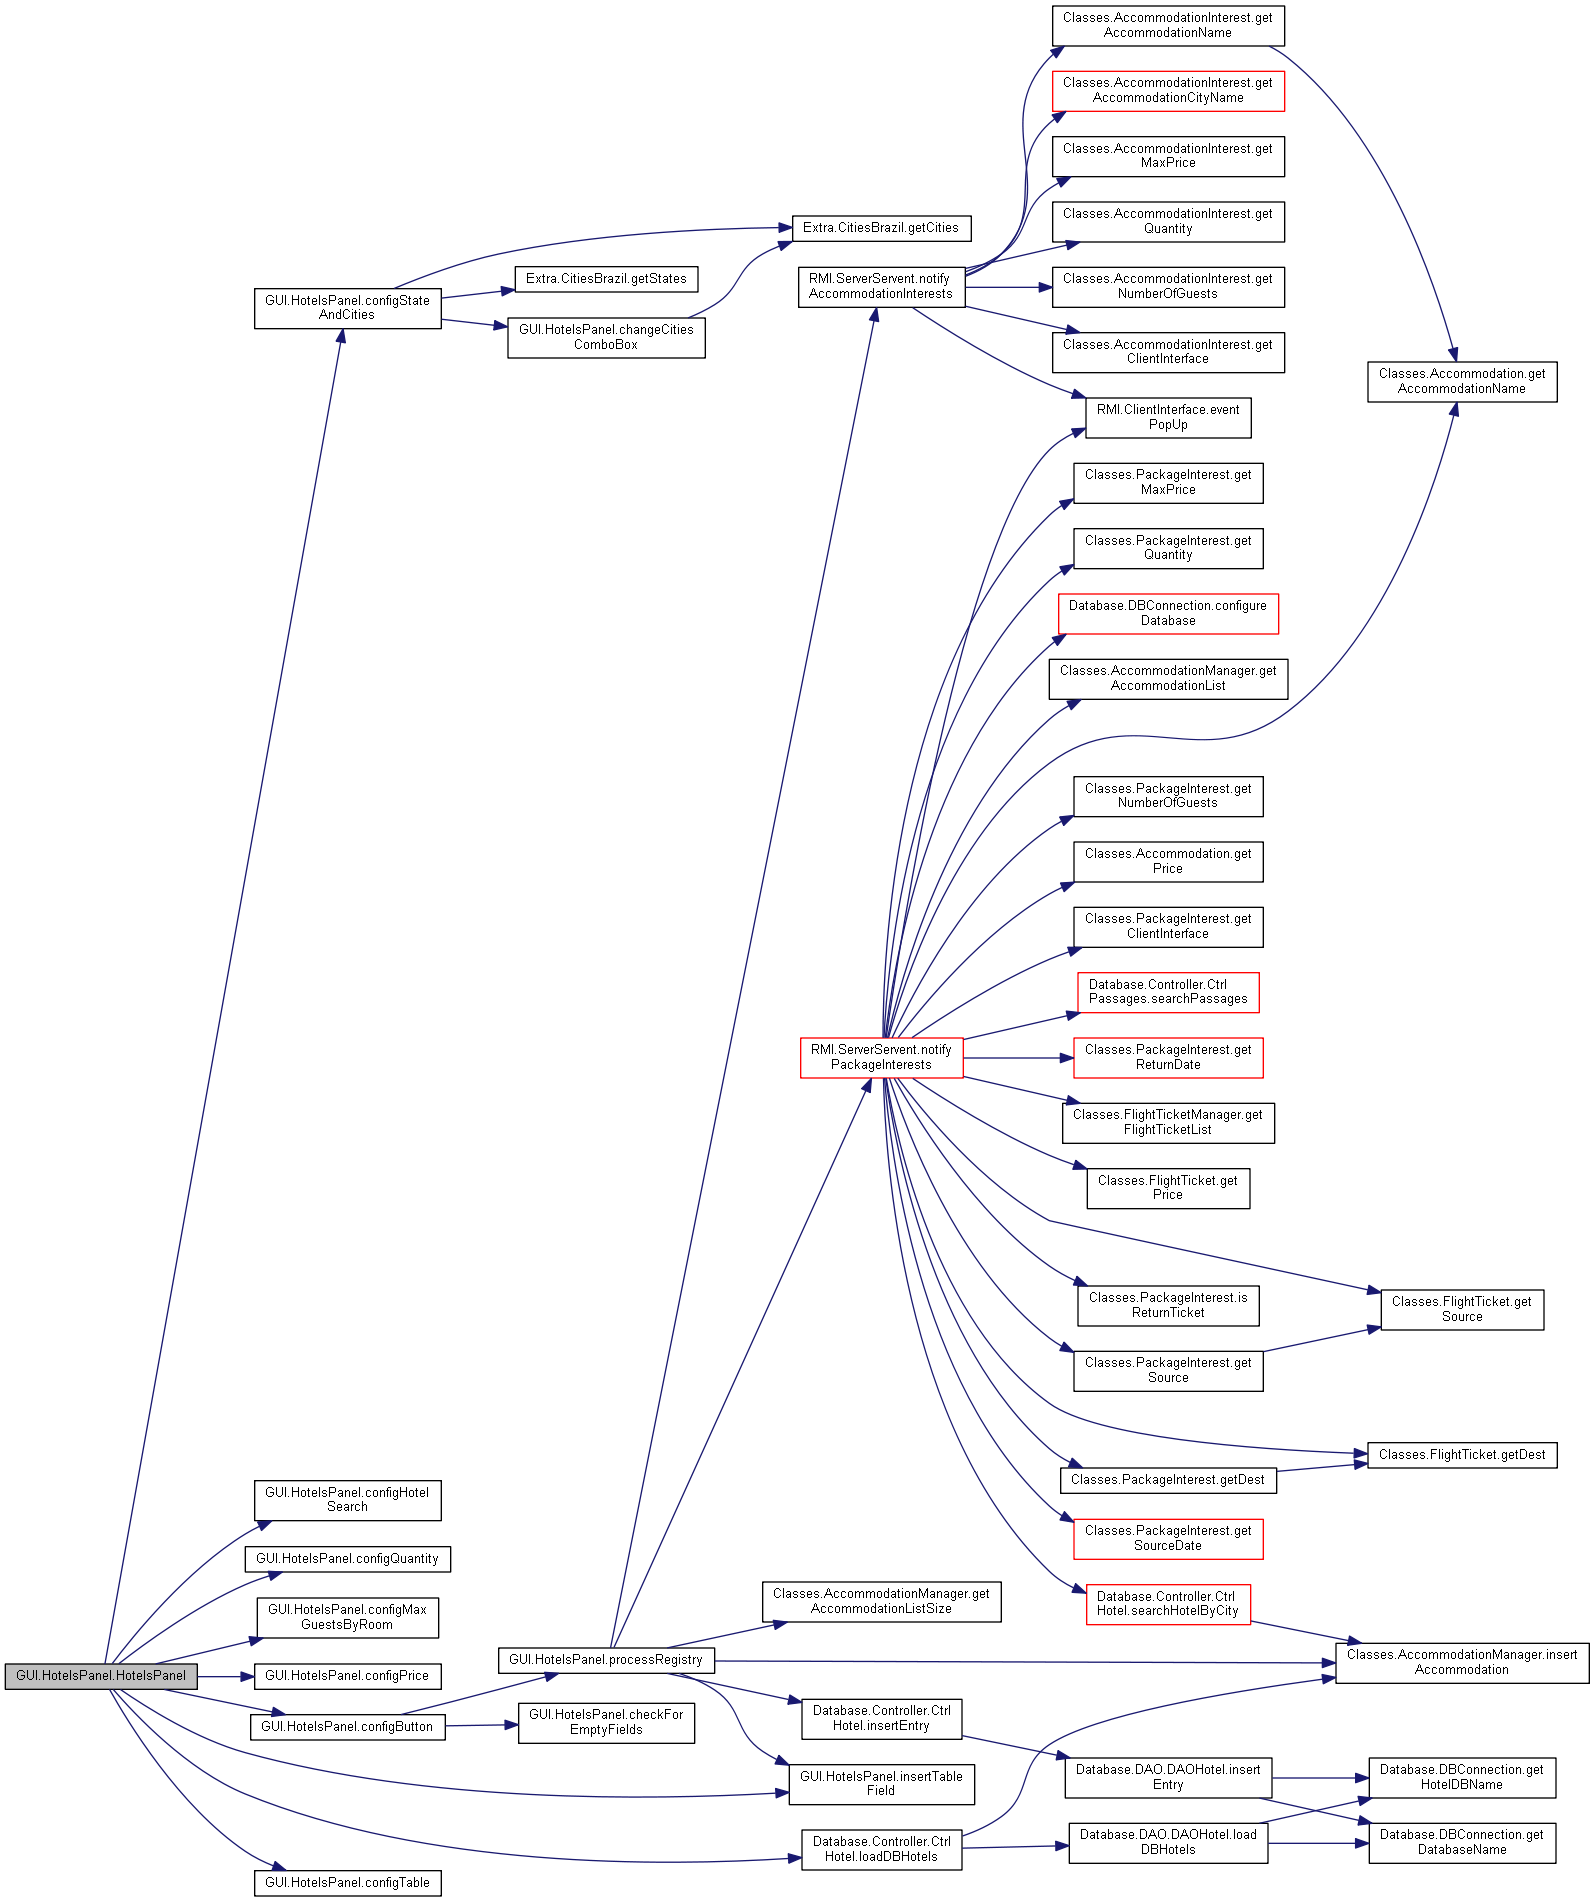 Classes.AccommodationInterest.get
AccommodationName
Classes.AccommodationInterest.get
AccommodationCityName
Classes.AccommodationInterest.get
MaxPrice
Classes.AccommodationInterest.get
Quantity
Extra.CitiesBrazil.getCities
Extra.CitiesBrazil.getStates
RMI.ServerServent.notify
AccommodationInterests
Classes.AccommodationInterest.get
NumberOfGuests
GUI.HotelsPanel.configState
AndCities
GUI.HotelsPanel.changeCities
ComboBox
Classes.AccommodationInterest.get
ClientInterface
Classes.Accommodation.get
AccommodationName
RMI.ClientInterface.event
PopUp
Classes.PackageInterest.get
MaxPrice
Classes.PackageInterest.get
Quantity
Database.DBConnection.configure
Database
Classes.AccommodationManager.get
AccommodationList
Classes.PackageInterest.get
NumberOfGuests
Classes.Accommodation.get
Price
Classes.PackageInterest.get
ClientInterface
Database.Controller.Ctrl
Passages.searchPassages
RMI.ServerServent.notify
PackageInterests
Classes.PackageInterest.get
ReturnDate
Classes.FlightTicketManager.get
FlightTicketList
Classes.FlightTicket.get
Price
Classes.PackageInterest.is
ReturnTicket
Classes.FlightTicket.get
Source
Classes.PackageInterest.get
Source
Classes.FlightTicket.getDest
Classes.PackageInterest.getDest
GUI.HotelsPanel.configHotel
Search
Classes.PackageInterest.get
SourceDate
GUI.HotelsPanel.configQuantity
Classes.AccommodationManager.get
AccommodationListSize
Database.Controller.Ctrl
Hotel.searchHotelByCity
GUI.HotelsPanel.configMax
GuestsByRoom
GUI.HotelsPanel.processRegistry
Classes.AccommodationManager.insert
Accommodation
GUI.HotelsPanel.HotelsPanel
GUI.HotelsPanel.configPrice
GUI.HotelsPanel.configButton
GUI.HotelsPanel.checkFor
EmptyFields
Database.Controller.Ctrl
Hotel.insertEntry
GUI.HotelsPanel.insertTable
Field
Database.DAO.DAOHotel.insert
Entry
Database.DBConnection.get
HotelDBName
Database.Controller.Ctrl
Hotel.loadDBHotels
Database.DAO.DAOHotel.load
DBHotels
Database.DBConnection.get
DatabaseName
GUI.HotelsPanel.configTable